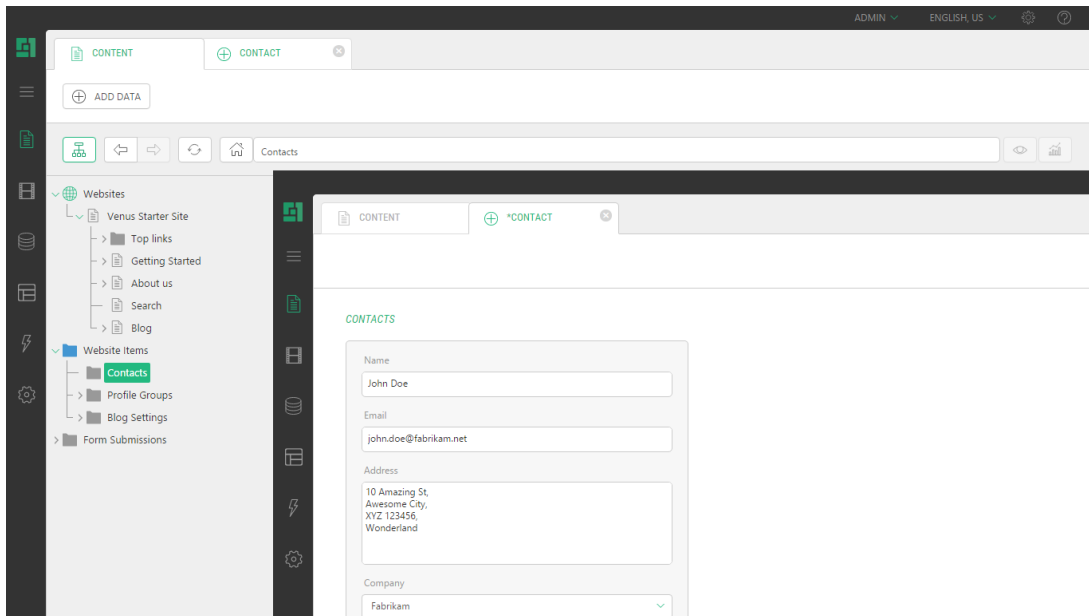 ADMIN
ENGLISH, US
CONTENT
CONTACT
ADD DATA
Contacts
Websites
Venus Starter Site
Top links
Getting Started
About us
Search
Blog
Website Items
Contacts
Profile Groups
Blog Settings
Form Submissions
CONTENT
*CONTACT
CONTACTS
Name
John Doe
Email
john.doe@fabrikam.net
Address
10 Amazing St,
Awesome City,
XYZ 123456,
Wonderland
Company
Fabrikam